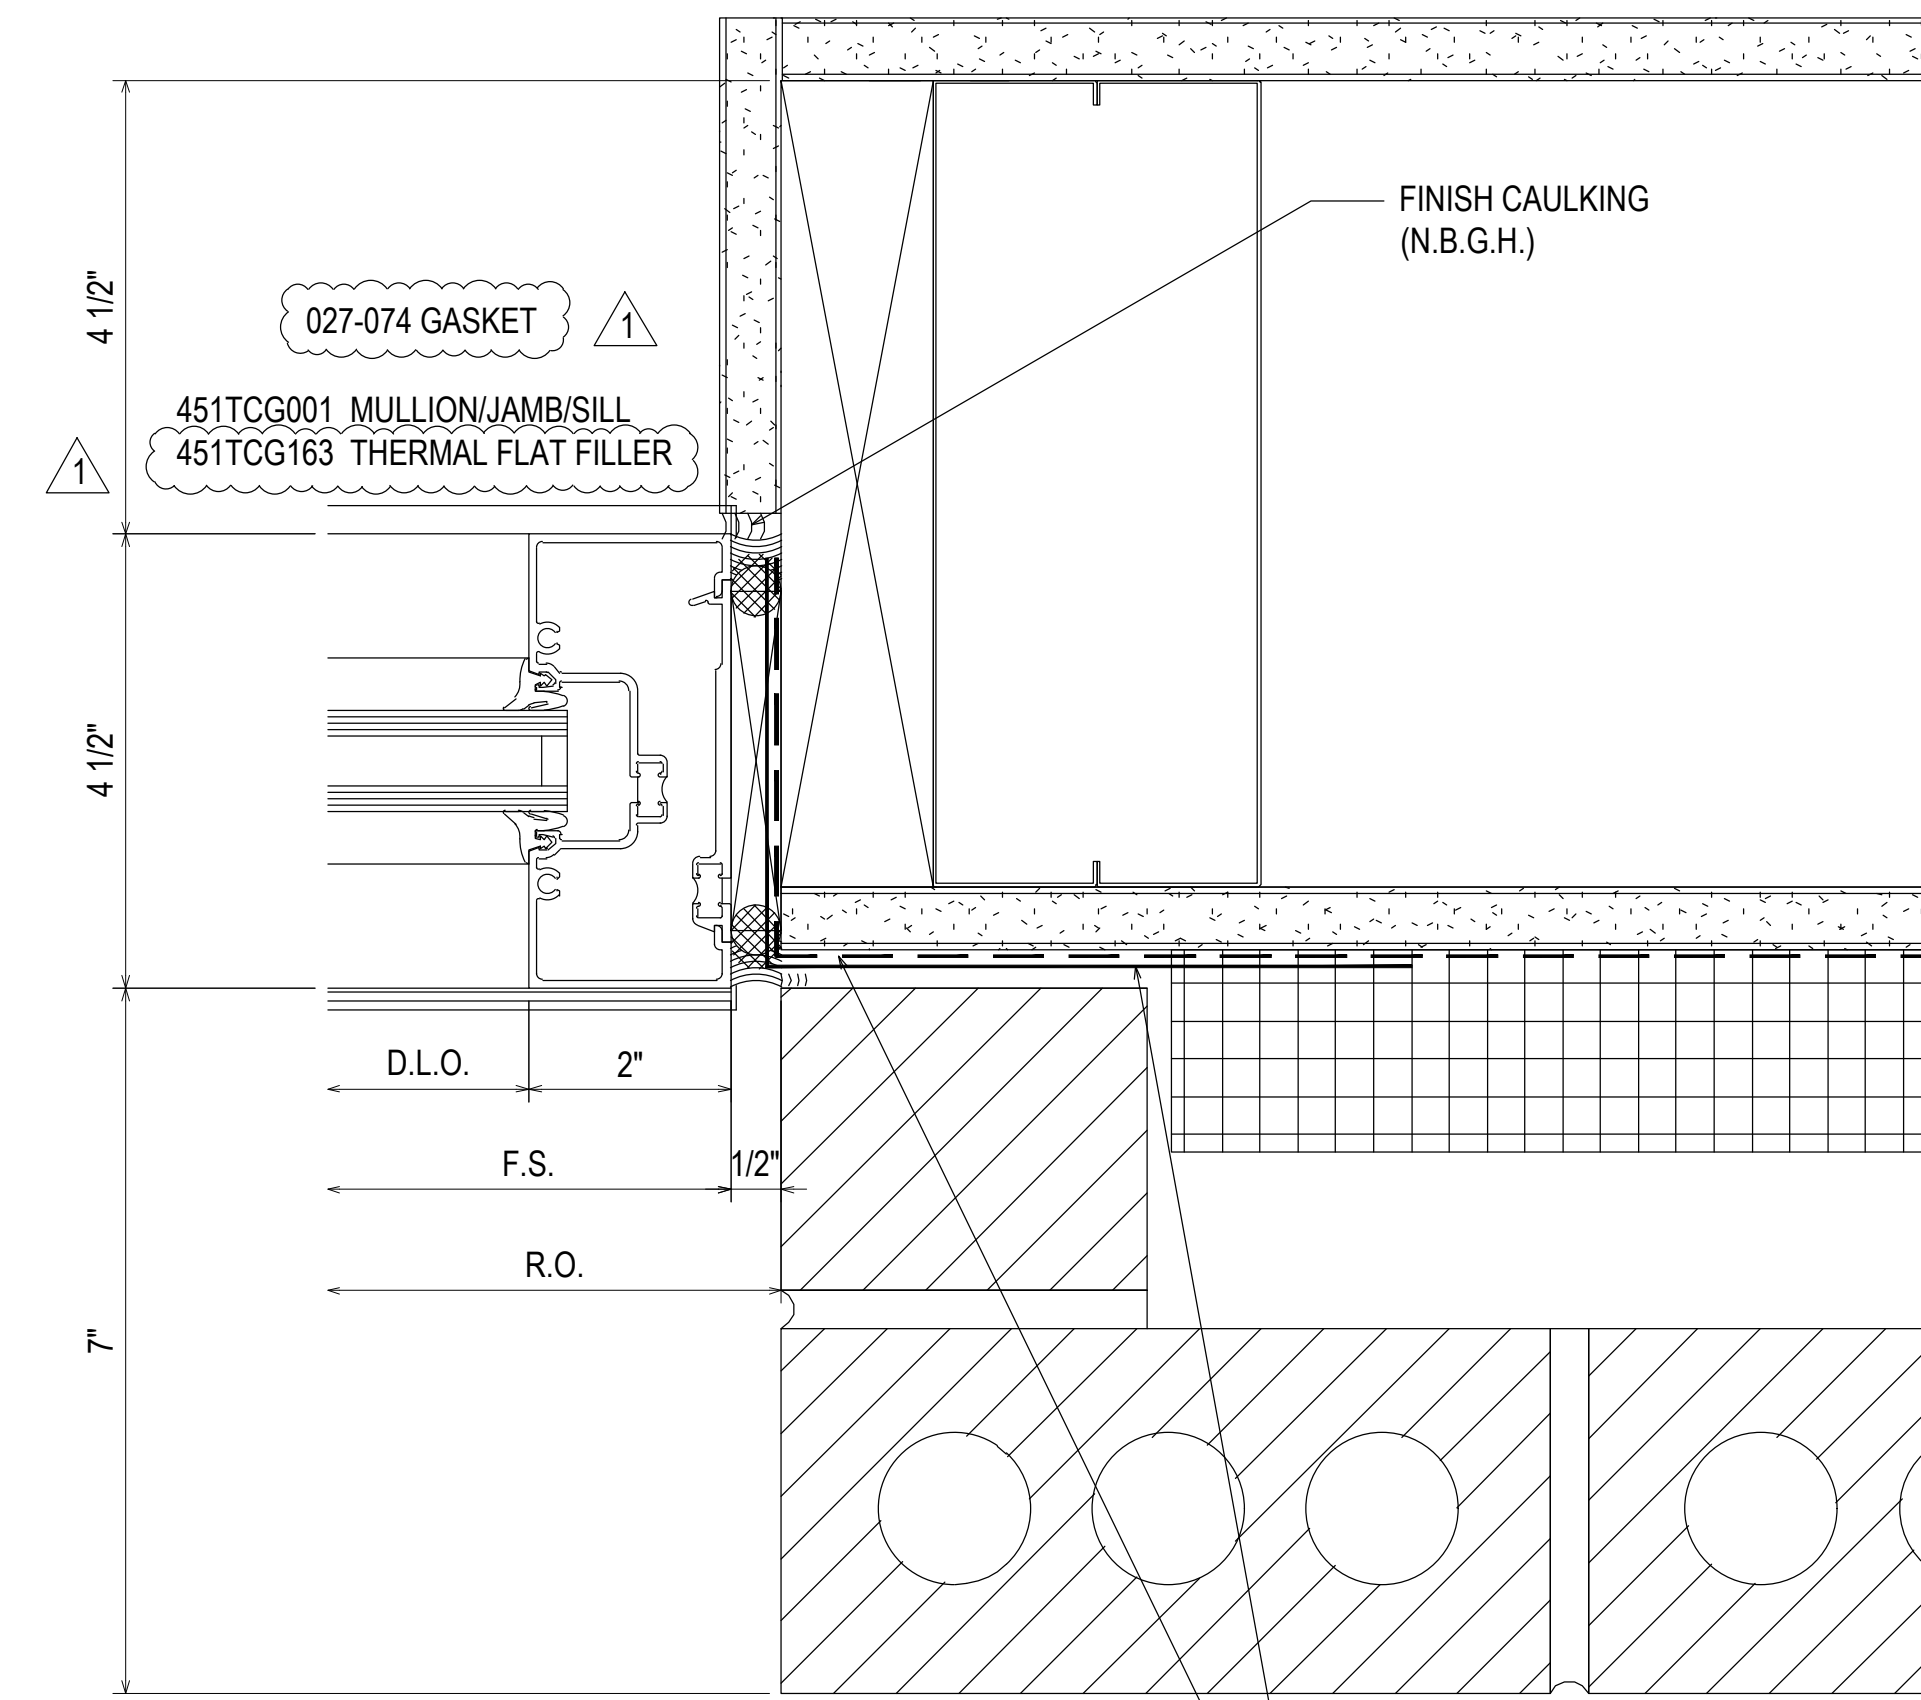 FINISH CAULKING
(N.B.G.H.)
4 1/2"
027-074 GASKET
1
451TCG001 MULLION/JAMB/SILL
451TCG163 THERMAL FLAT FILLER
1
4 1/2"
D.L.O.
2"
F.S.
1/2"
R.O.
7"